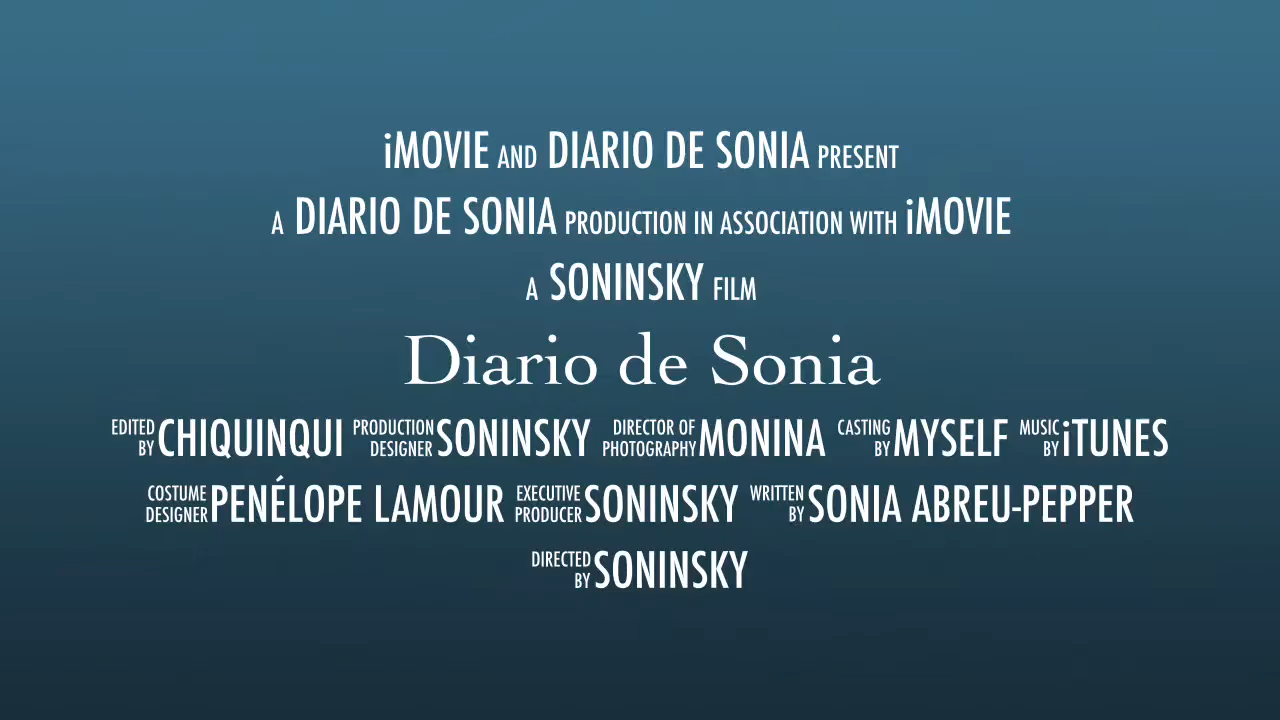 iMOVIE AND DIARIO DE SONIA PRESENT
A DIARIO DE SONIA PRODUCTION IN ASSOCIATION WITH iMOVIE
A SONINSKY FILM
Diario de Sonia
EDITED BY CHIQUINQUI PRODUCTION DESIGNER SONINSKY DIRECTOR OF PHOTOGRAPHY MONINA CASTING BY MYSELF MUSIC BY iTUNES
COSTUME DESIGNER PENÉLOPE LAMOUR EXECUTIVE PRODUCER SONINSKY WRITTEN BY SONIA ABREU-PEPPER
DIRECTED BY SONINSKY